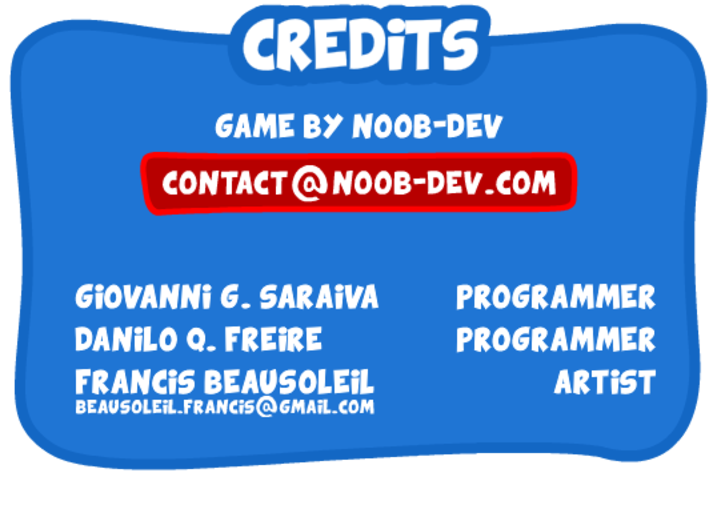 CREDiTS
GAME BY NOOB-DEV
CONTACT@NOOB-DEV.COM
GiOVANNi G. SARAiVA PROGRAMMER
DANiLO Q. FREiRE PROGRAMMER
FRANCiS BEAUSOLEiL ARTiST
BEAUSOLEiL.FRANCiS@GMAiL.COM